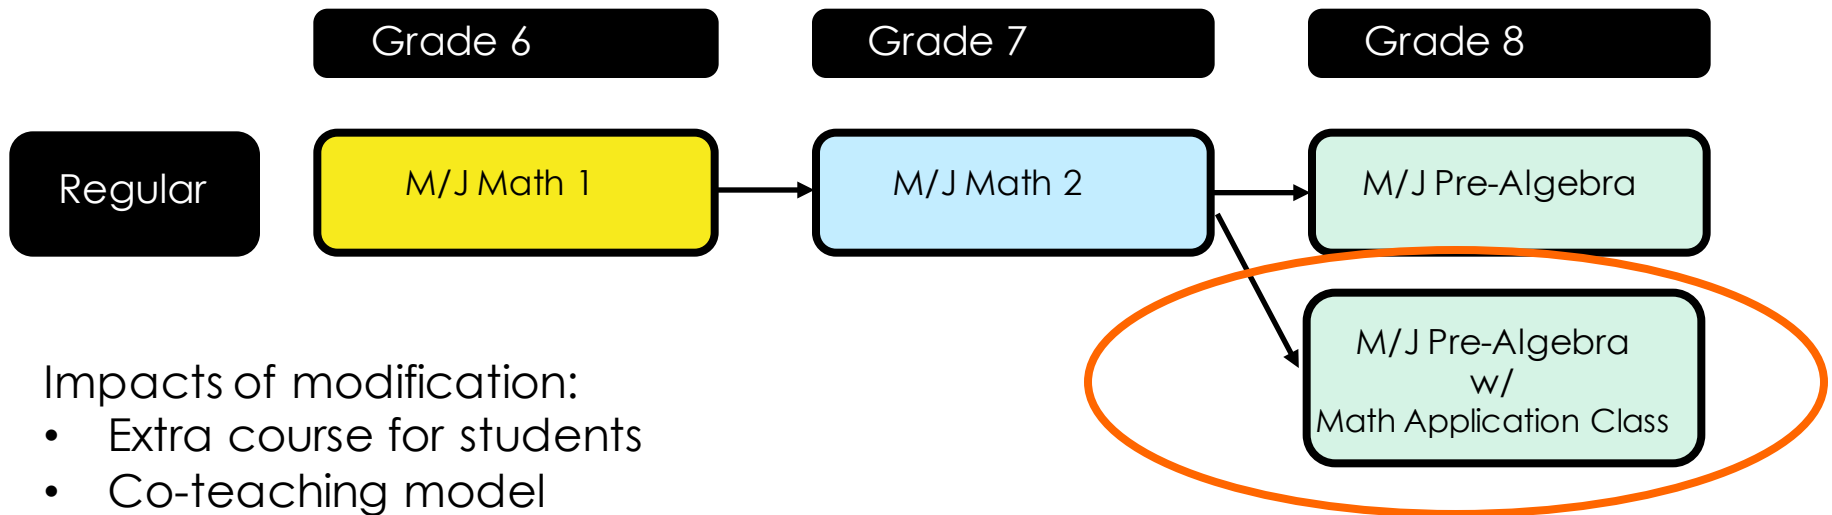 Grade 6
Grade 7
Grade 8
Regular
M/J Math 1
M/J Math 2
M/J Pre-Algebra
M/J Pre-Algebra
w/
Math Application Class
Impacts of modification:
• Extra course for students
• Co-teaching model